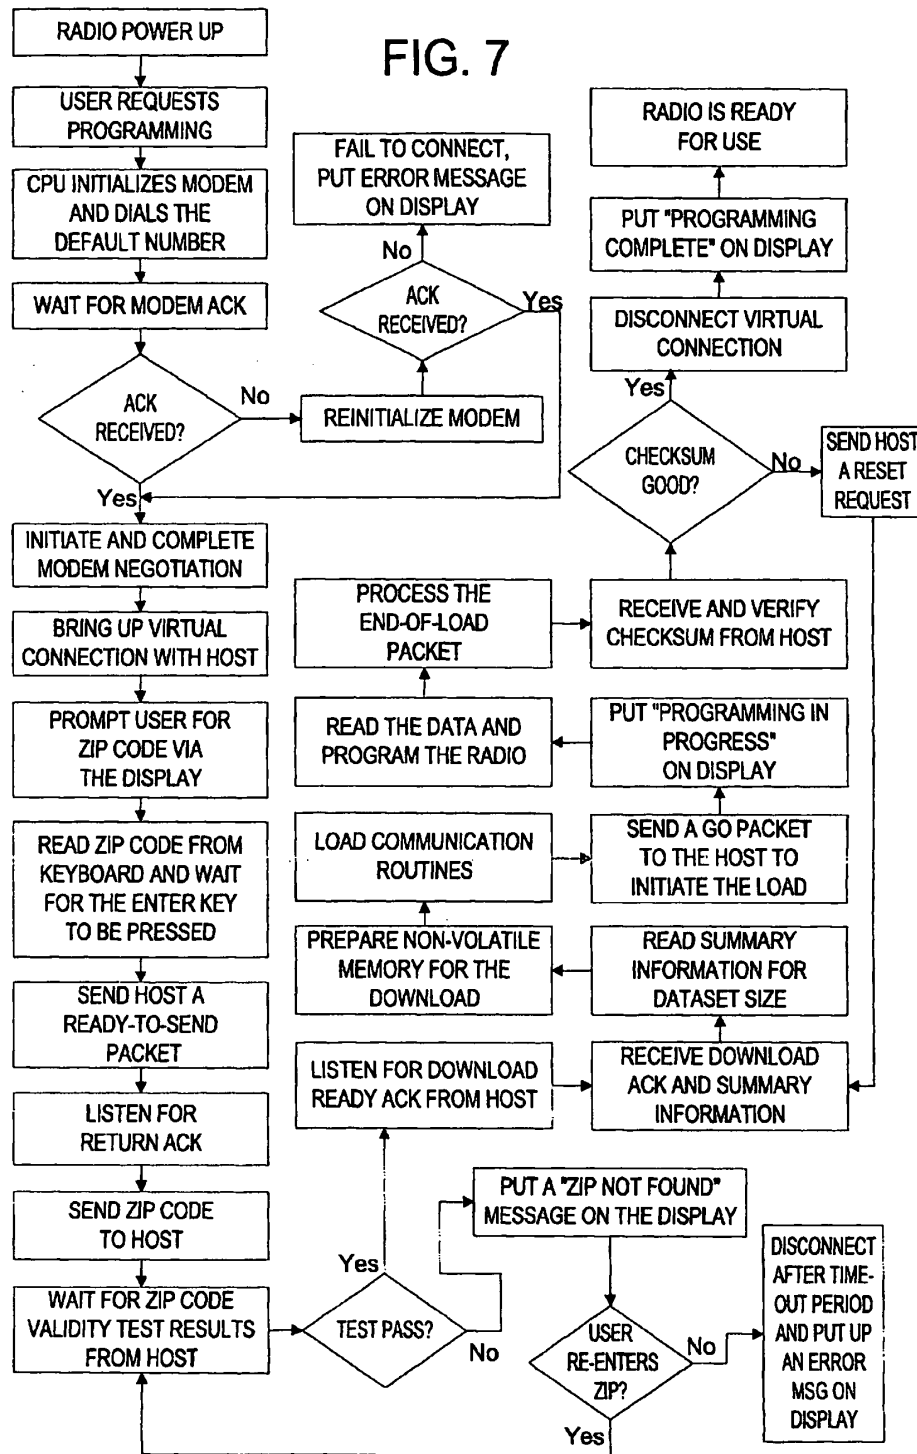 FIG. 7
RADIO POWER UP
USER REQUESTS
PROGRAMMING
CPU INITIALIZES MODEM
AND DIALS THE
DEFAULT NUMBER
WAIT FOR MODEM ACK
ACK
RECEIVED?
No
Yes
REINITIALIZE MODEM
ACK
RECEIVED?
No
Yes
FAIL TO CONNECT,
PUT ERROR MESSAGE
ON DISPLAY
INITIATE AND COMPLETE
MODEM NEGOTIATION
BRING UP VIRTUAL
CONNECTION WITH HOST
PROMPT USER FOR
ZIP CODE VIA
THE DISPLAY
READ ZIP CODE FROM
KEYBOARD AND WAIT
FOR THE ENTER KEY
TO BE PRESSED
SEND HOST A
READY-TO-SEND
PACKET
LISTEN FOR
RETURN ACK
SEND ZIP CODE
TO HOST
WAIT FOR ZIP CODE
VALIDITY TEST RESULTS
FROM HOST
TEST PASS?
Yes
No
PUT A "ZIP NOT FOUND"
MESSAGE ON THE DISPLAY
USER
RE-ENTERS
ZIP?
No
Yes
DISCONNECT
AFTER TIME-
OUT PERIOD
AND PUT UP
AN ERROR
MSG ON
DISPLAY
LISTEN FOR DOWNLOAD
READY ACK FROM HOST
RECEIVE DOWNLOAD
ACK AND SUMMARY
INFORMATION
READ SUMMARY
INFORMATION FOR
DATASET SIZE
PREPARE NON-VOLATILE
MEMORY FOR THE
DOWNLOAD
LOAD COMMUNICATION
ROUTINES
SEND A GO PACKET
TO THE HOST TO
INITIATE THE LOAD
PUT "PROGRAMMING IN
PROGRESS"
ON DISPLAY
READ THE DATA AND
PROGRAM THE RADIO
PROCESS THE
END-OF-LOAD
PACKET
RECEIVE AND VERIFY
CHECKSUM FROM HOST
CHECKSUM
GOOD?
Yes
No
SEND HOST
A RESET
REQUEST
DISCONNECT VIRTUAL
CONNECTION
PUT "PROGRAMMING
COMPLETE" ON DISPLAY
RADIO IS READY
FOR USE